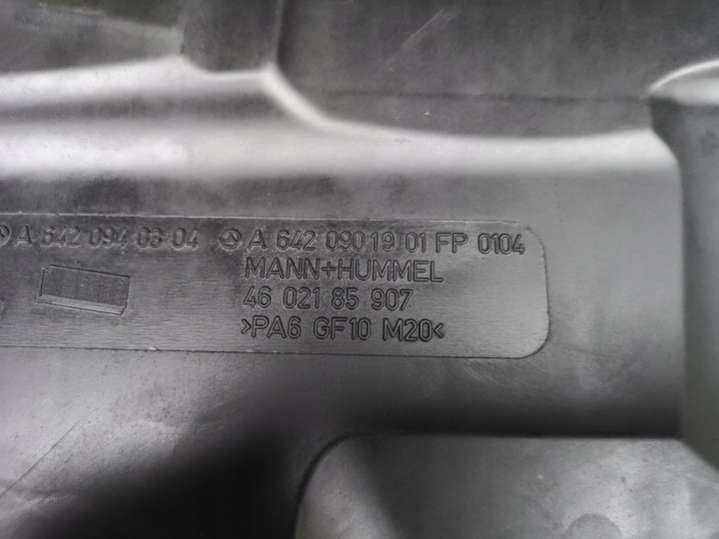 A 642 094 03 04 A 642 090 19 01 FP 0104
MANN+HUMMEL
46 021 85 907
>PA6 GF10 M20<